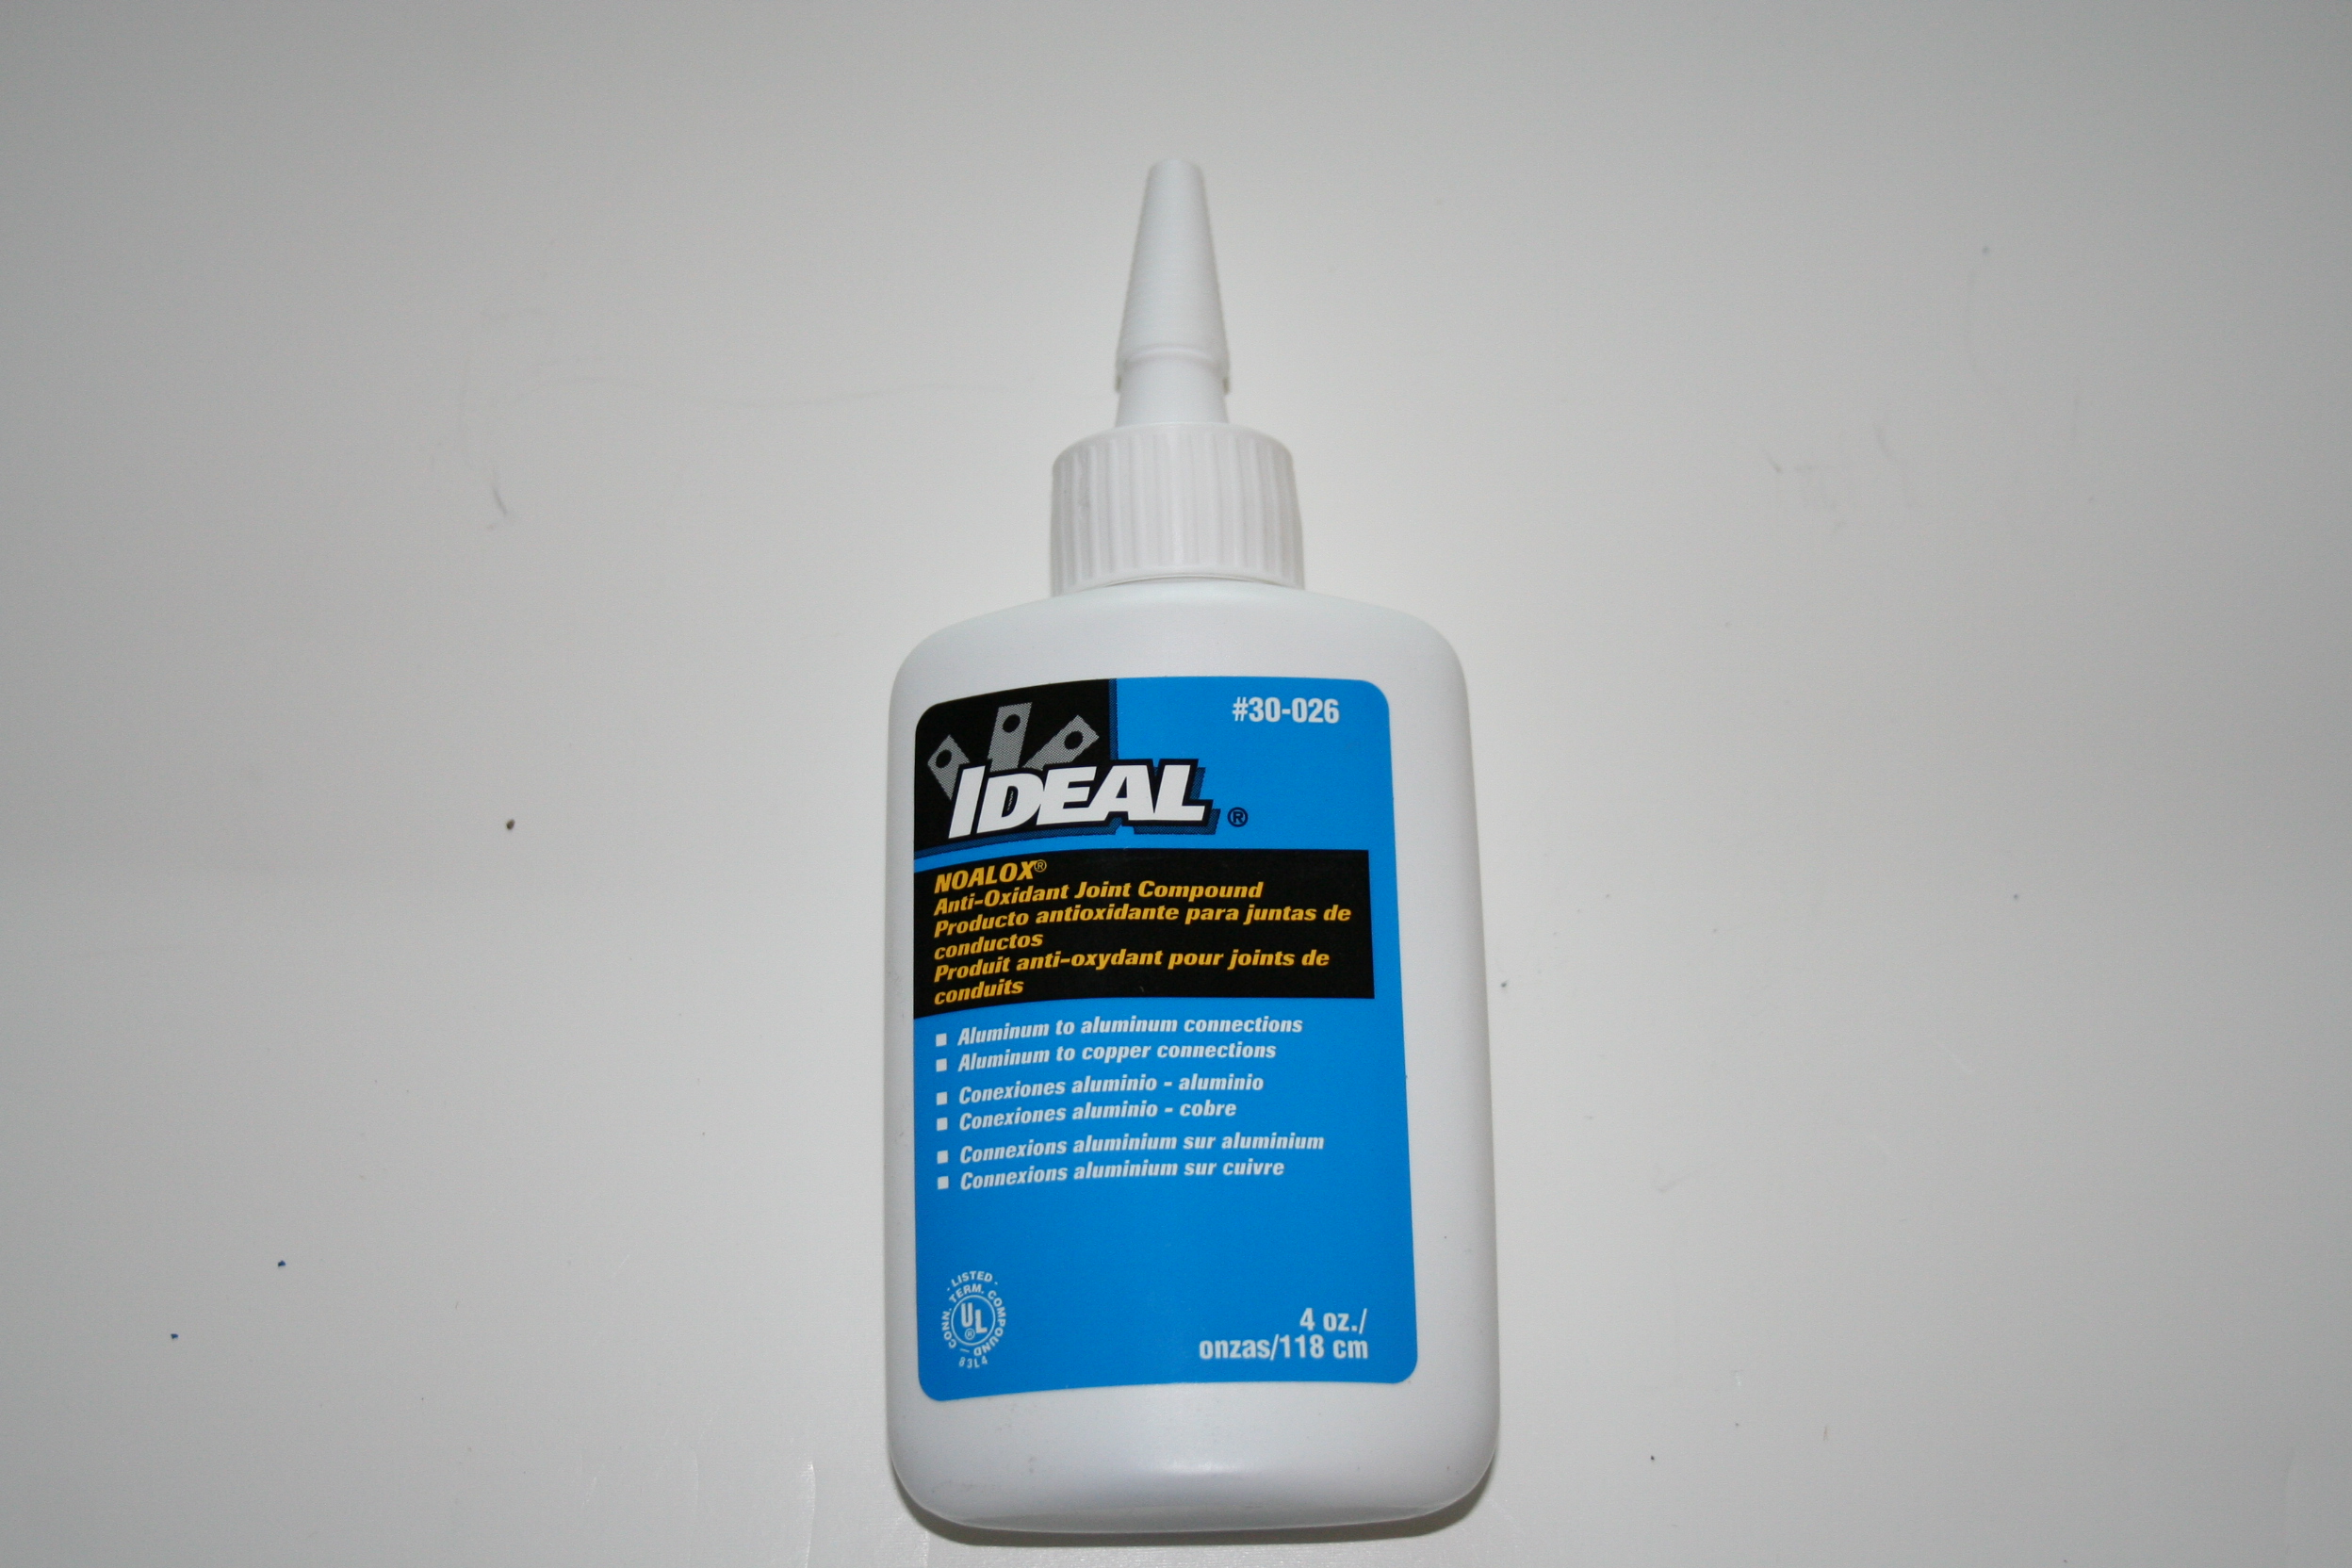 #30-026
IDEAL®
NOALOX®
Anti-Oxidant Joint Compound
Producto antioxidante para juntas de
conductos
Produit anti-oxydant pour joints de
conduits
■ Aluminum to aluminum connections
■ Aluminum to copper connections
■ Conexiones aluminio - aluminio
■ Conexiones aluminio - cobre
■ Connexions aluminium sur aluminium
■ Connexions aluminium sur cuivre
· LISTED ·
CONN. TERM. COMPOUND —
UL
®
83L4
4 oz./
onzas/118 cm